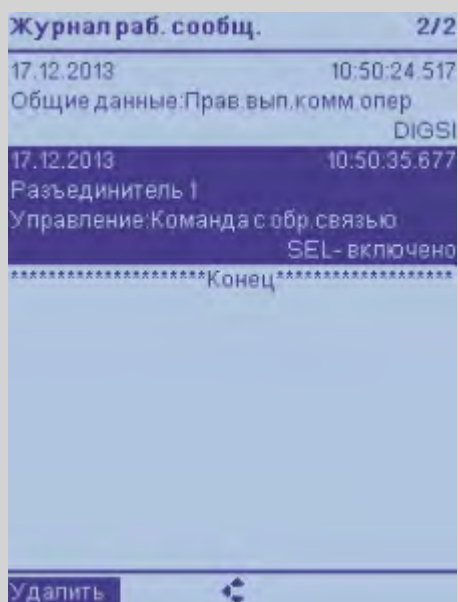 Журнал раб. сообщ. 2/2
17.12.2013 10:50:24.517
Общие данные:Прав.вып.комм.опер
DIGSI
17.12.2013 10:50:35.677
Разъединитель 1
Управление:Команда с обр.связью
SEL- включено
*********************Конец*******************
Удалить